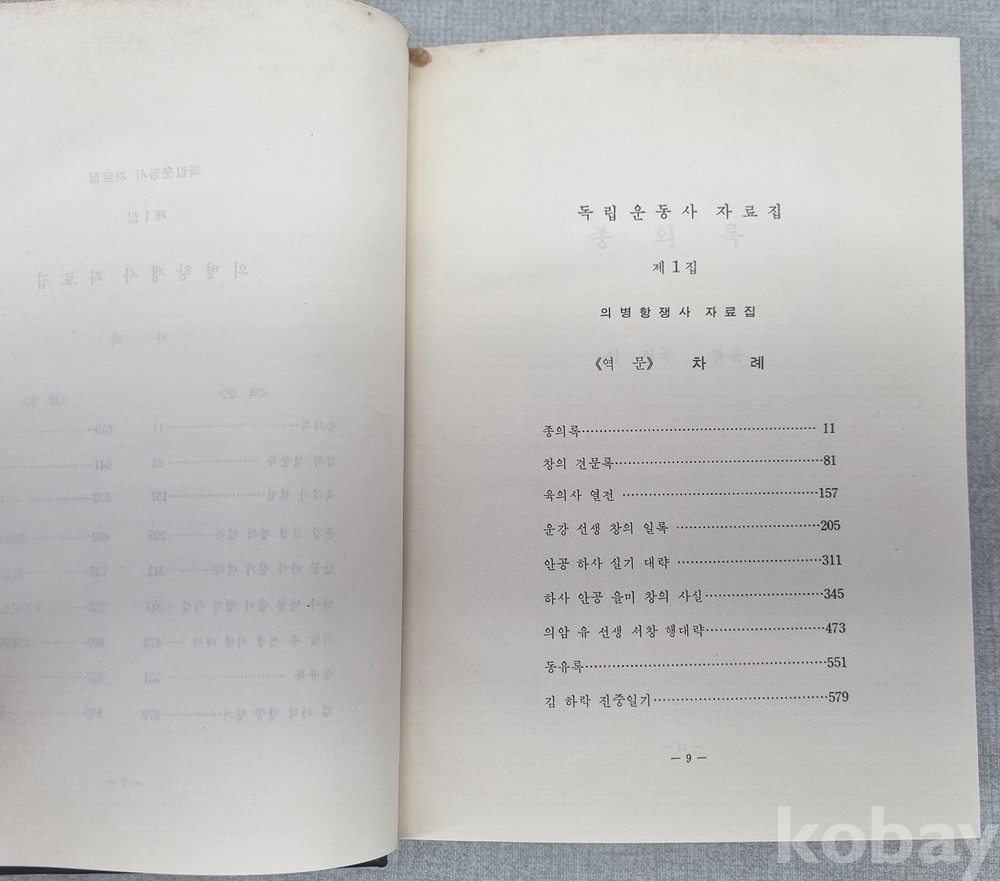 독립운동사 자료집
제1집
의병항쟁사 자료집
《역 문》 차 례
종의록 11
창의 견문록 81
육의사 열전 157
운강 선생 창의 일록 205
안공 하사 실기 대략 311
하사 안공 을미 창의 사실 345
의암 유 선생 서창 행대략 473
동유록 551
김 하락 진중일기 579
— 9 —
kobay